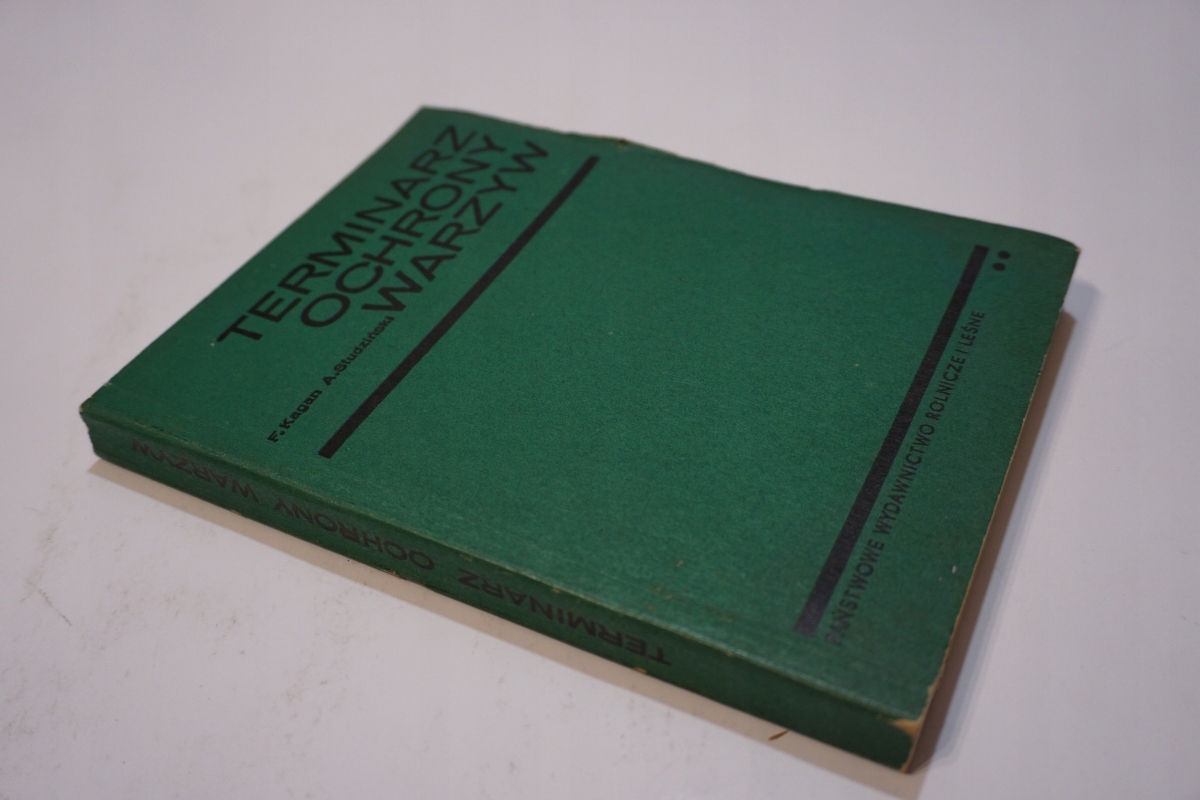 TERMINARZ
OCHRONY
WARZYW
F. Kagan A. Studziński
PAŃSTWOWE WYDAWNICTWO ROLNICZE I LEŚNE
TERMINARZ OCHRONY WARZYW